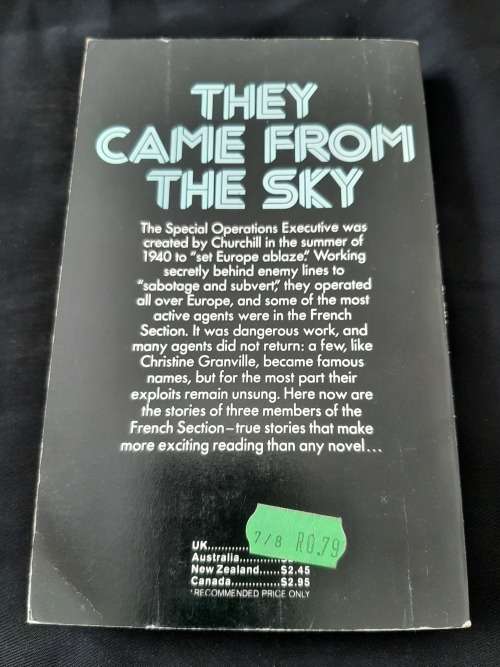 THEY
CAME FROM
THE SKY
The Special Operations Executive was
created by Churchill in the summer of
1940 to "set Europe ablaze." Working
secretly behind enemy lines to
"sabotage and subvert," they operated
all over Europe, and some of the most
active agents were in the French
Section. It was dangerous work, and
many agents did not return: a few, like
Christine Granville, became famous
names, but for the most part their
exploits remain unsung. Here now are
the stories of three members of the
French Section–true stories that make
more exciting reading than any novel...
7/8 R0.79
UK............
Australia............
New Zealand......$2.45
Canada............$2.95
*RECOMMENDED PRICE ONLY